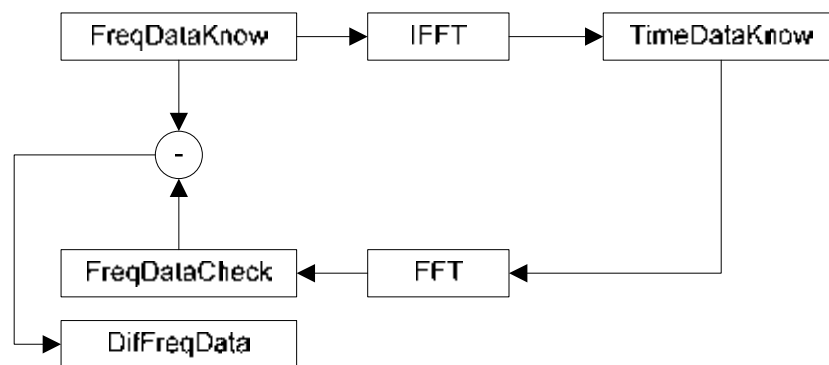 FreqDataKnow
IFFT
TimeDataKnow
-
FreqDataCheck
FFT
DifFreqData